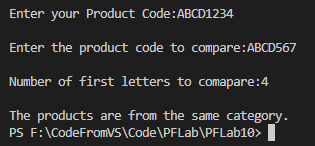 Enter your Product Code:ABCD1234
Enter the product code to compare:ABCD567
Number of first letters to comapare:4
The products are from the same category.
PS F:\CodeFromVS\Code\PFLab\PFLab10>